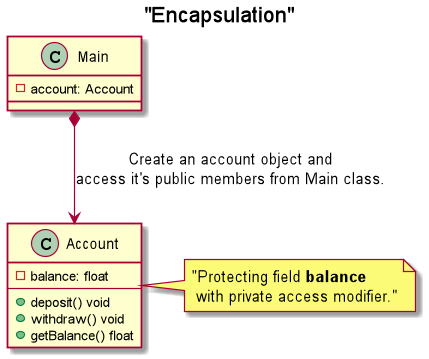 "Encapsulation"
C Main
account: Account
Create an account object and
access it's public members from Main class.
C Account
balance: float
deposit() void
withdraw() void
getBalance() float
"Protecting field balance
with private access modifier."